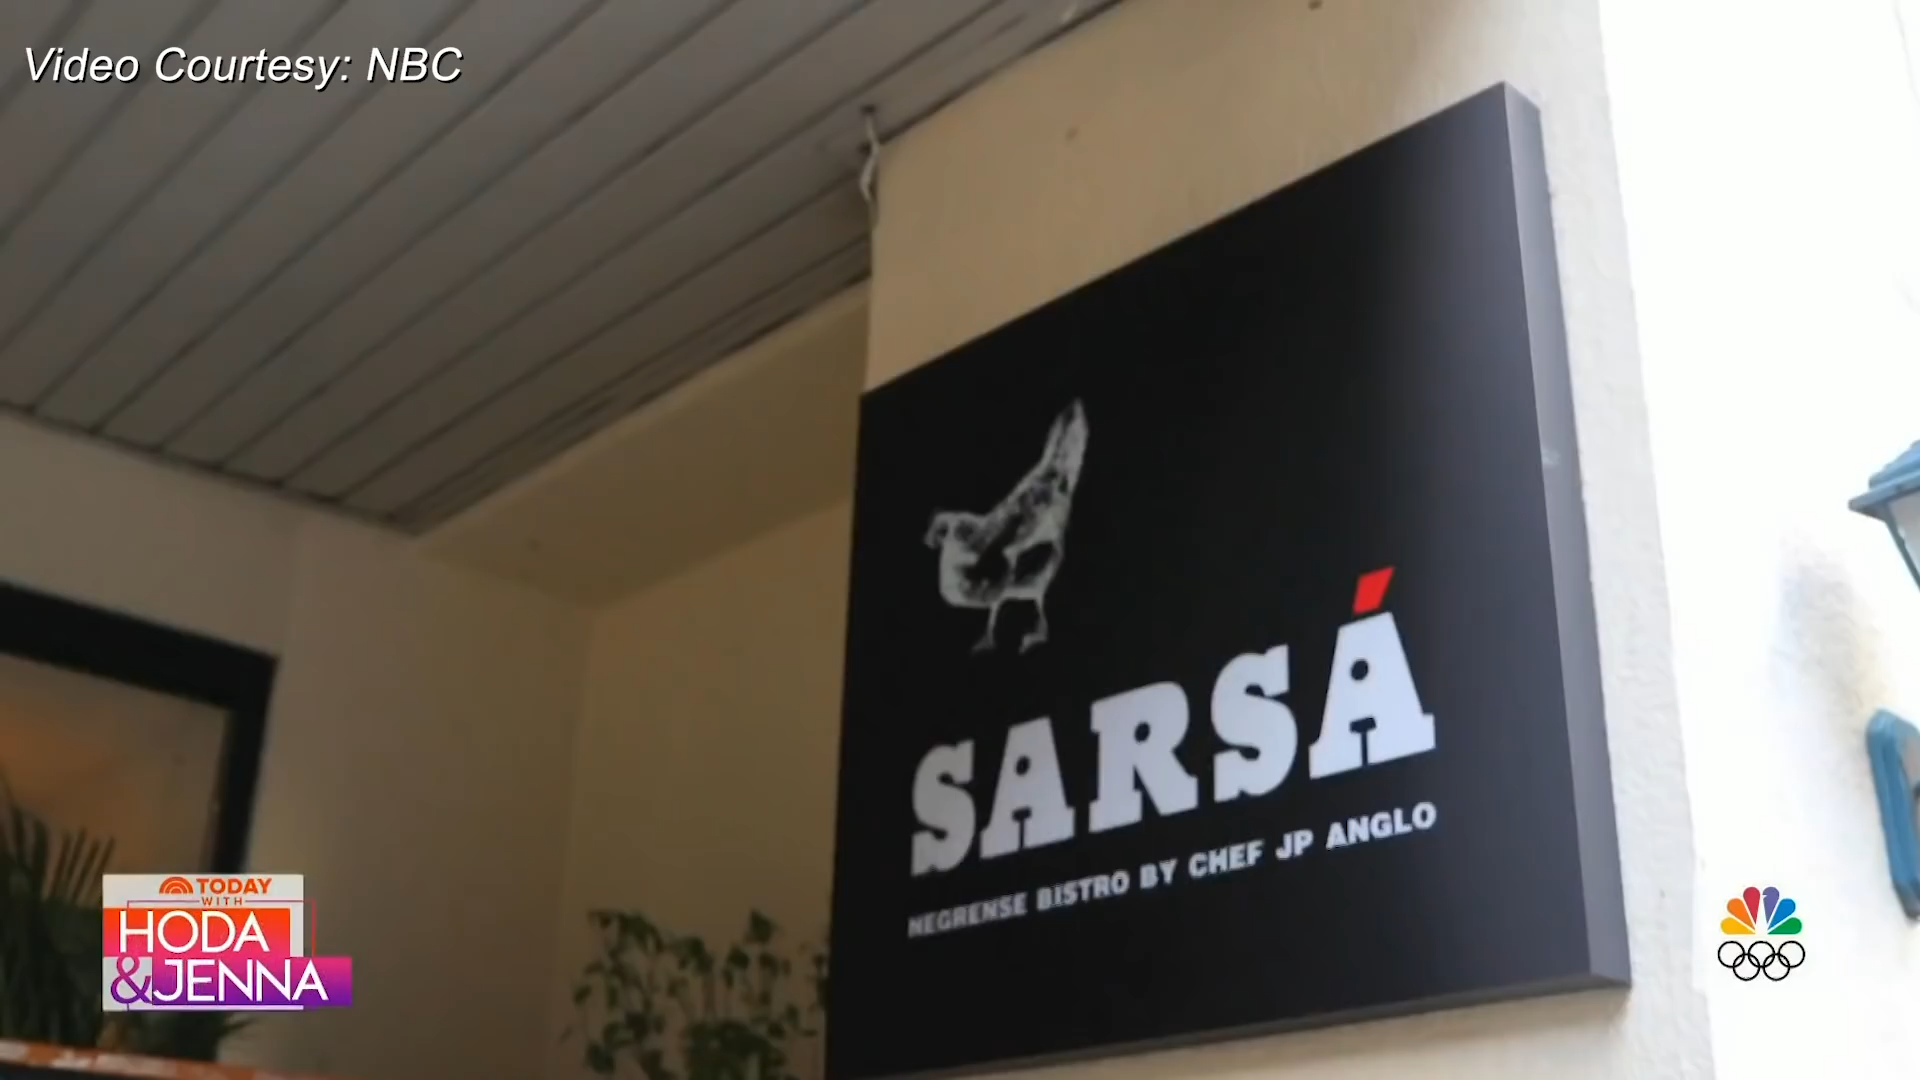 Video Courtesy: NBC
SARSÁ
NEGRENSE BISTRO BY CHEF JP ANGLO
TODAY
WITH
HODA
&JENNA